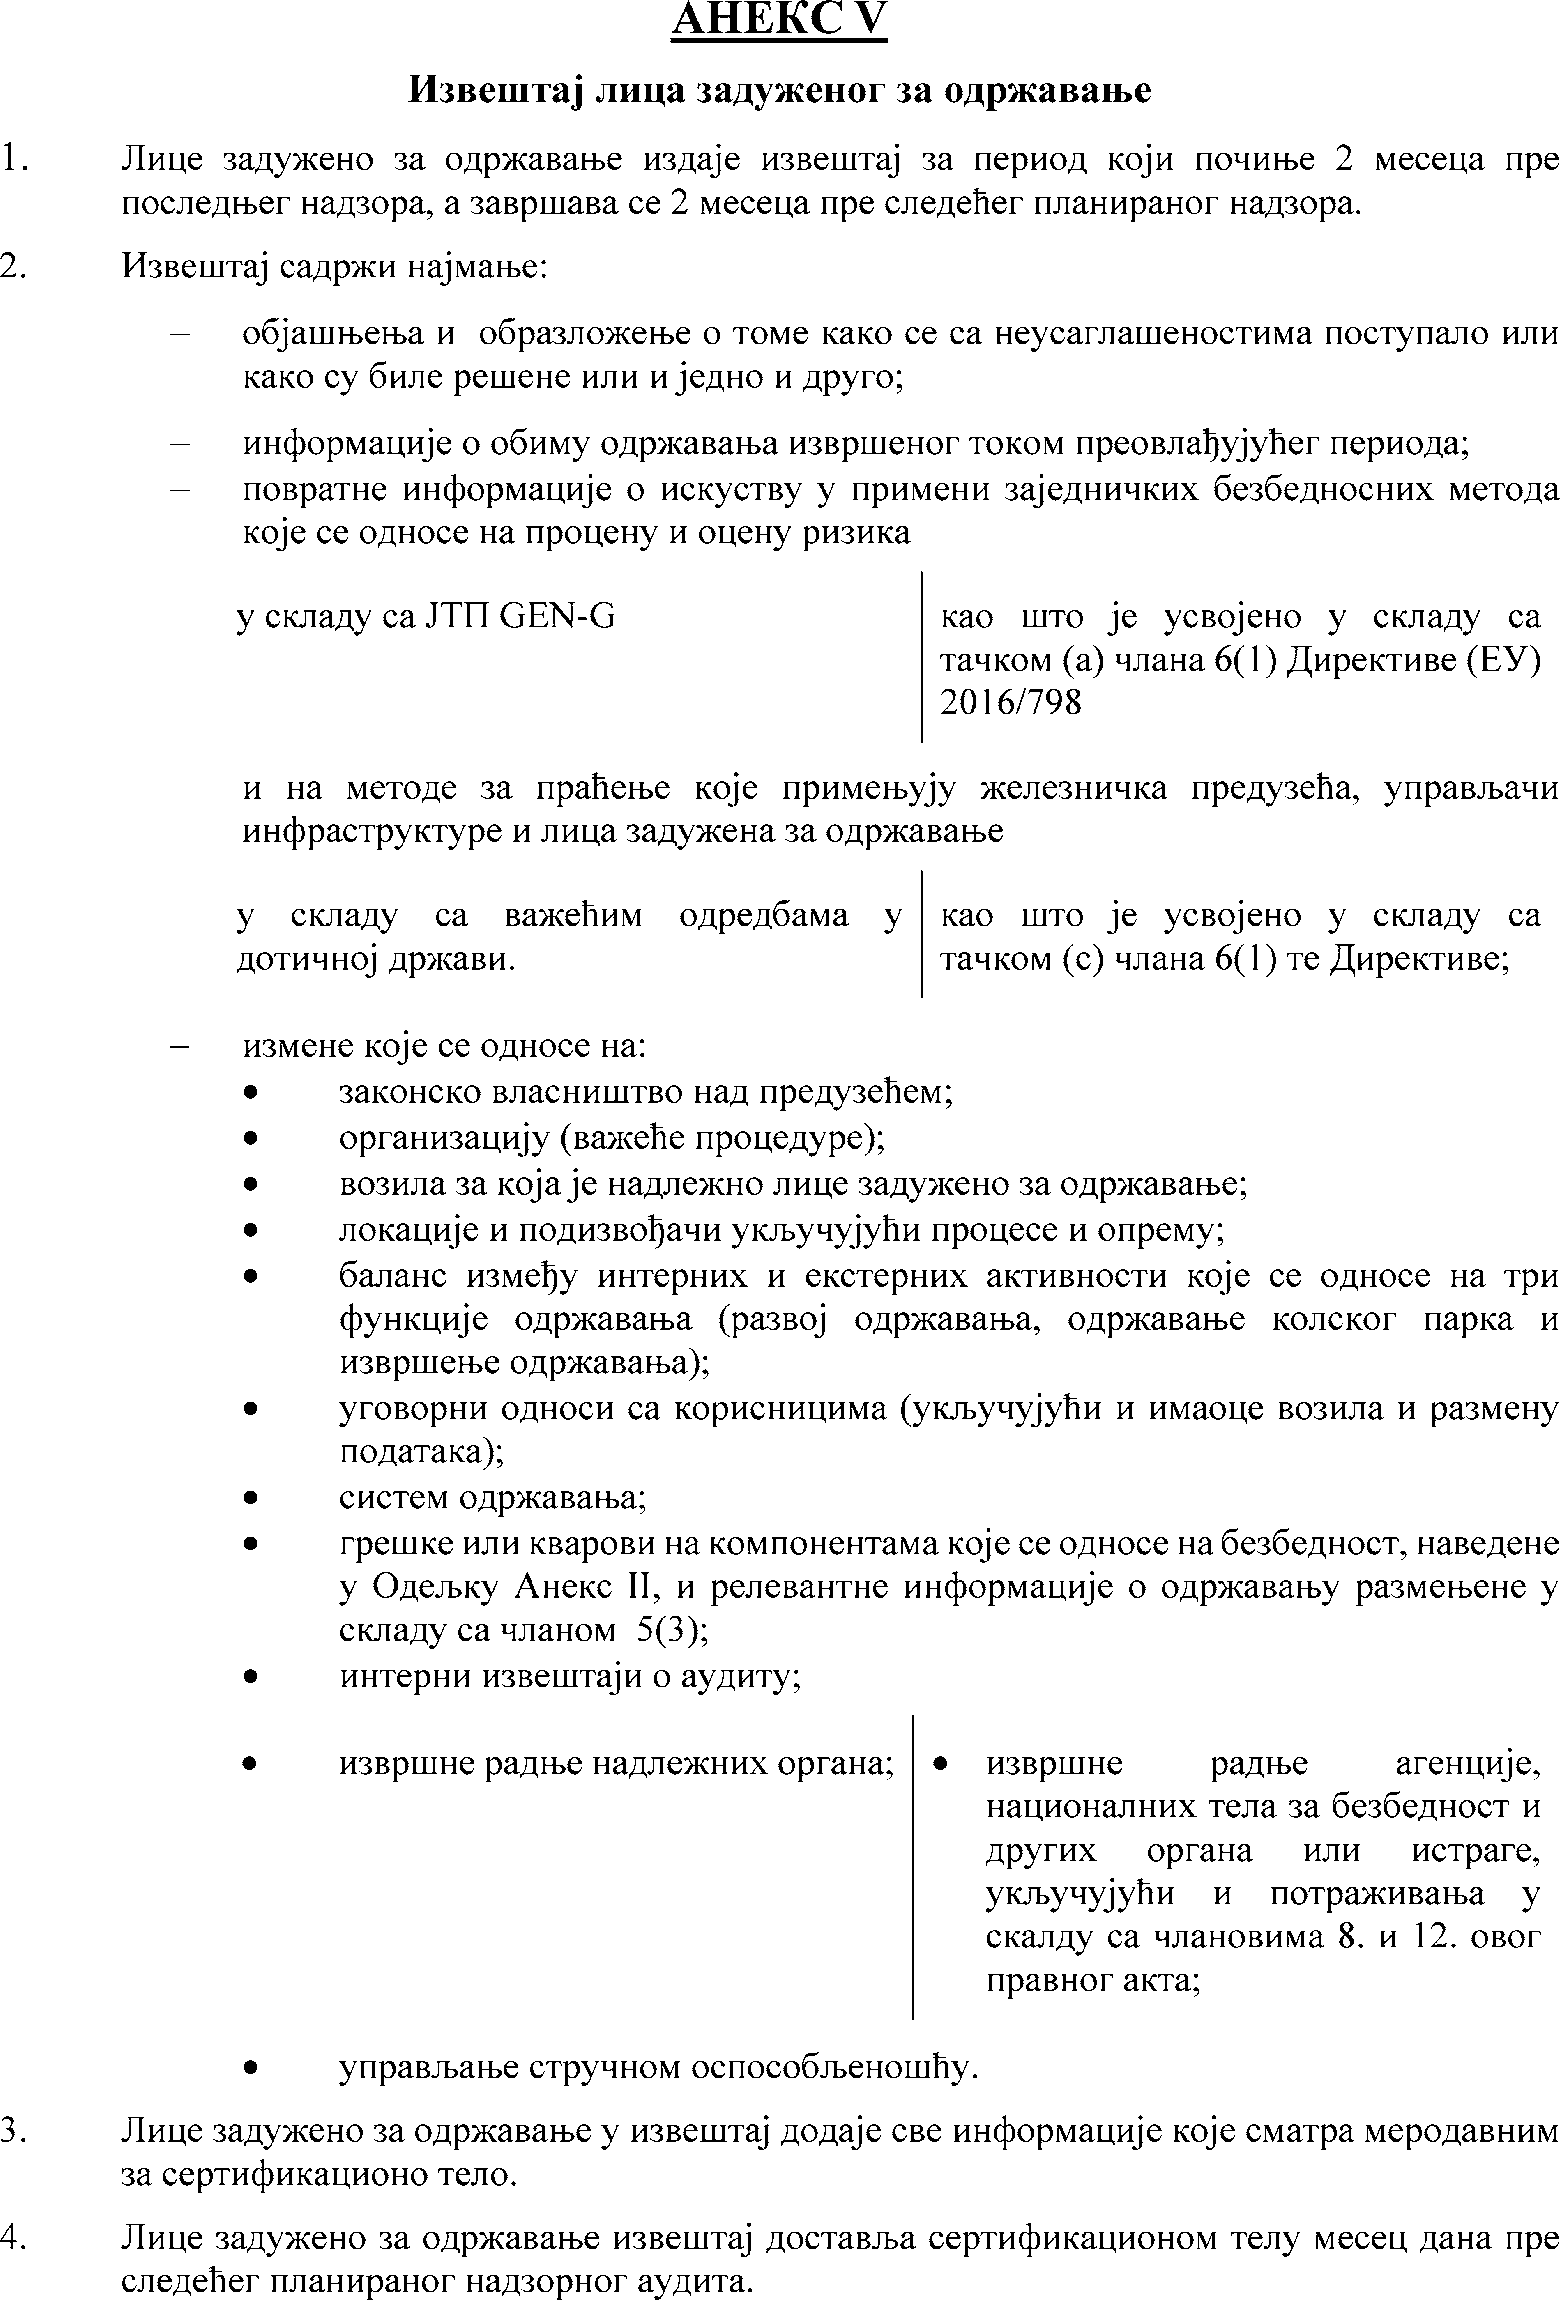 АНЕКС V
Извештај лица задуженог за одржавање
1. Лице задужено за одржавање издаје извештај за период који почиње 2 месеца пре
последњег надзора, а завршава се 2 месеца пре следећег планираног надзора.
2. Извештај садржи најмање:
– објашњења и образложење о томе како се са неусаглашеностима поступало или
како су биле решене или и једно и друго;
– информације о обиму одржавања извршеног током преовлађујућег периода;
– повратне информације о искуству у примени заједничких безбедносних метода
које се односе на процену и оцену ризика
у складу са ЈТП GEN-G
као што је усвојено у складу са
тачком (а) члана 6(1) Директиве (ЕУ)
2016/798
и на методе за праћење које примењују железничка предузећа, управљачи
инфраструктуре и лица задужена за одржавање
у складу са важећим одредбама у
дотичној држави.
као што је усвојено у складу са
тачком (с) члана 6(1) те Директиве;
– измене које се односе на:
• законско власништво над предузећем;
• организацију (важеће процедуре);
• возила за која је надлежно лице задужено за одржавање;
• локације и подизвођачи укључујући процесе и опрему;
• баланс између интерних и екстерних активности које се односе на три
функције одржавања (развој одржавања, одржавање колског парка и
извршење одржавања);
• уговорни односи са корисницима (укључујући и имаоце возила и размену
података);
• систем одржавања;
• грешке или кварови на компонентама које се односе на безбедност, наведене
у Одељку Анекс II, и релевантне информације о одржавању размењене у
складу са чланом 5(3);
• интерни извештаји о аудиту;
• извршне радње надлежних органа;
• извршне радње агенције,
националних тела за безбедност и
других органа или истраге,
укључујући и потраживања у
скалду са члановима 8. и 12. овог
правног акта;
• управљање стручном оспособљеношћу.
3. Лице задужено за одржавање у извештај додаје све информације које сматра меродавним
за сертификационо тело.
4. Лице задужено за одржавање извештај доставља сертификационом телу месец дана пре
следећег планираног надзорног аудита.